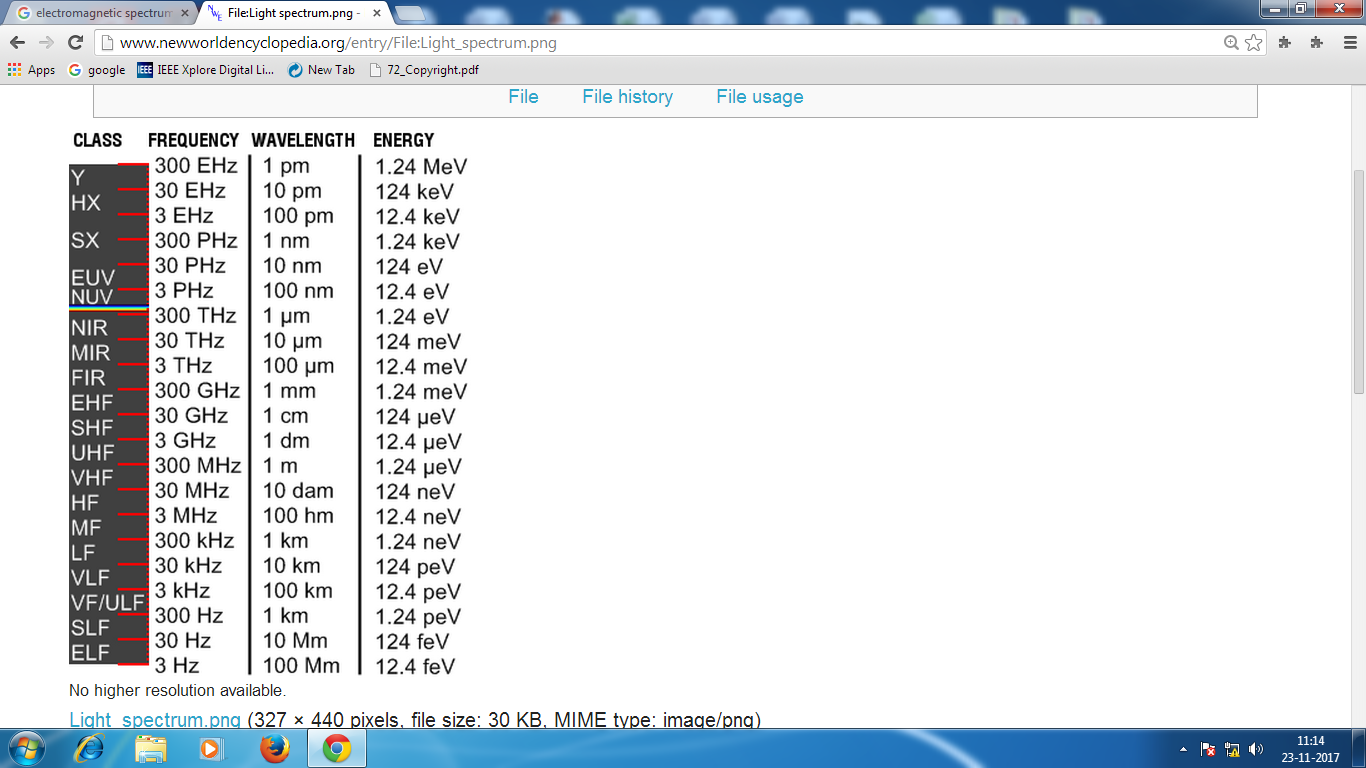 electromagnetic spectrum
File:Light spectrum.png -
www.newworldencyclopedia.org/entry/File:Light_spectrum.png
Apps google IEEE Xplore Digital Li... New Tab 72_Copyright.pdf
File File history File usage
CLASS FREQUENCY WAVELENGTH ENERGY
300 EHz 1 pm 1.24 MeV
Y
30 EHz 10 pm 124 keV
HX
3 EHz 100 pm 12.4 keV
SX 300 PHz 1 nm 1.24 keV
30 PHz 10 nm 124 eV
EUV
3 PHz 100 nm 12.4 eV
NUV
300 THz 1 µm 1.24 eV
NIR
30 THz 10 µm 124 meV
MIR
3 THz 100 µm 12.4 meV
FIR
300 GHz 1 mm 1.24 meV
EHF
30 GHz 1 cm 124 µeV
SHF
3 GHz 1 dm 12.4 µeV
UHF
300 MHz 1 m 1.24 µeV
VHF
30 MHz 10 dam 124 neV
HF
3 MHz 100 hm 12.4 neV
MF
300 kHz 1 km 1.24 neV
LF
30 kHz 10 km 124 peV
VLF
3 kHz 100 km 12.4 peV
VF/ULF
300 Hz 1 km 1.24 peV
SLF
30 Hz 10 Mm 124 feV
ELF
3 Hz 100 Mm 12.4 feV
No higher resolution available.
Light_spectrum.png (327 × 440 pixels, file size: 30 KB, MIME type: image/png)
11:14
23-11-2017